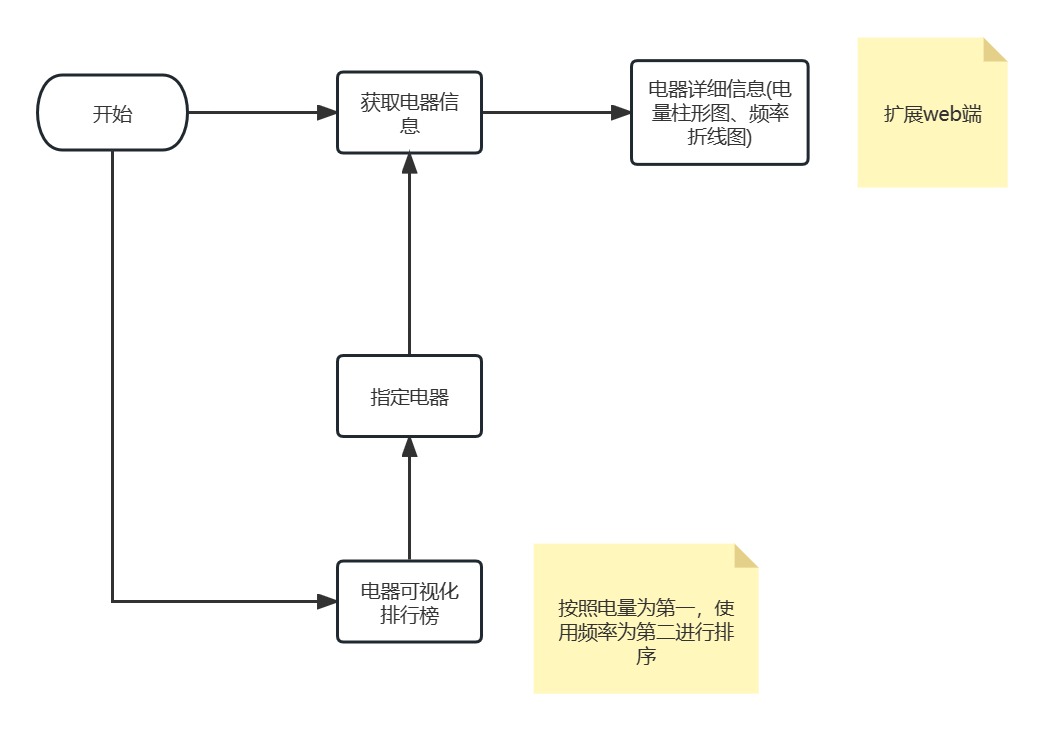 开始
获取电器信
息
电器详细信息(电
量柱形图、频率
折线图)
扩展web端
指定电器
电器可视化
排行榜
按照电量为第一，使
用频率为第二进行排
序